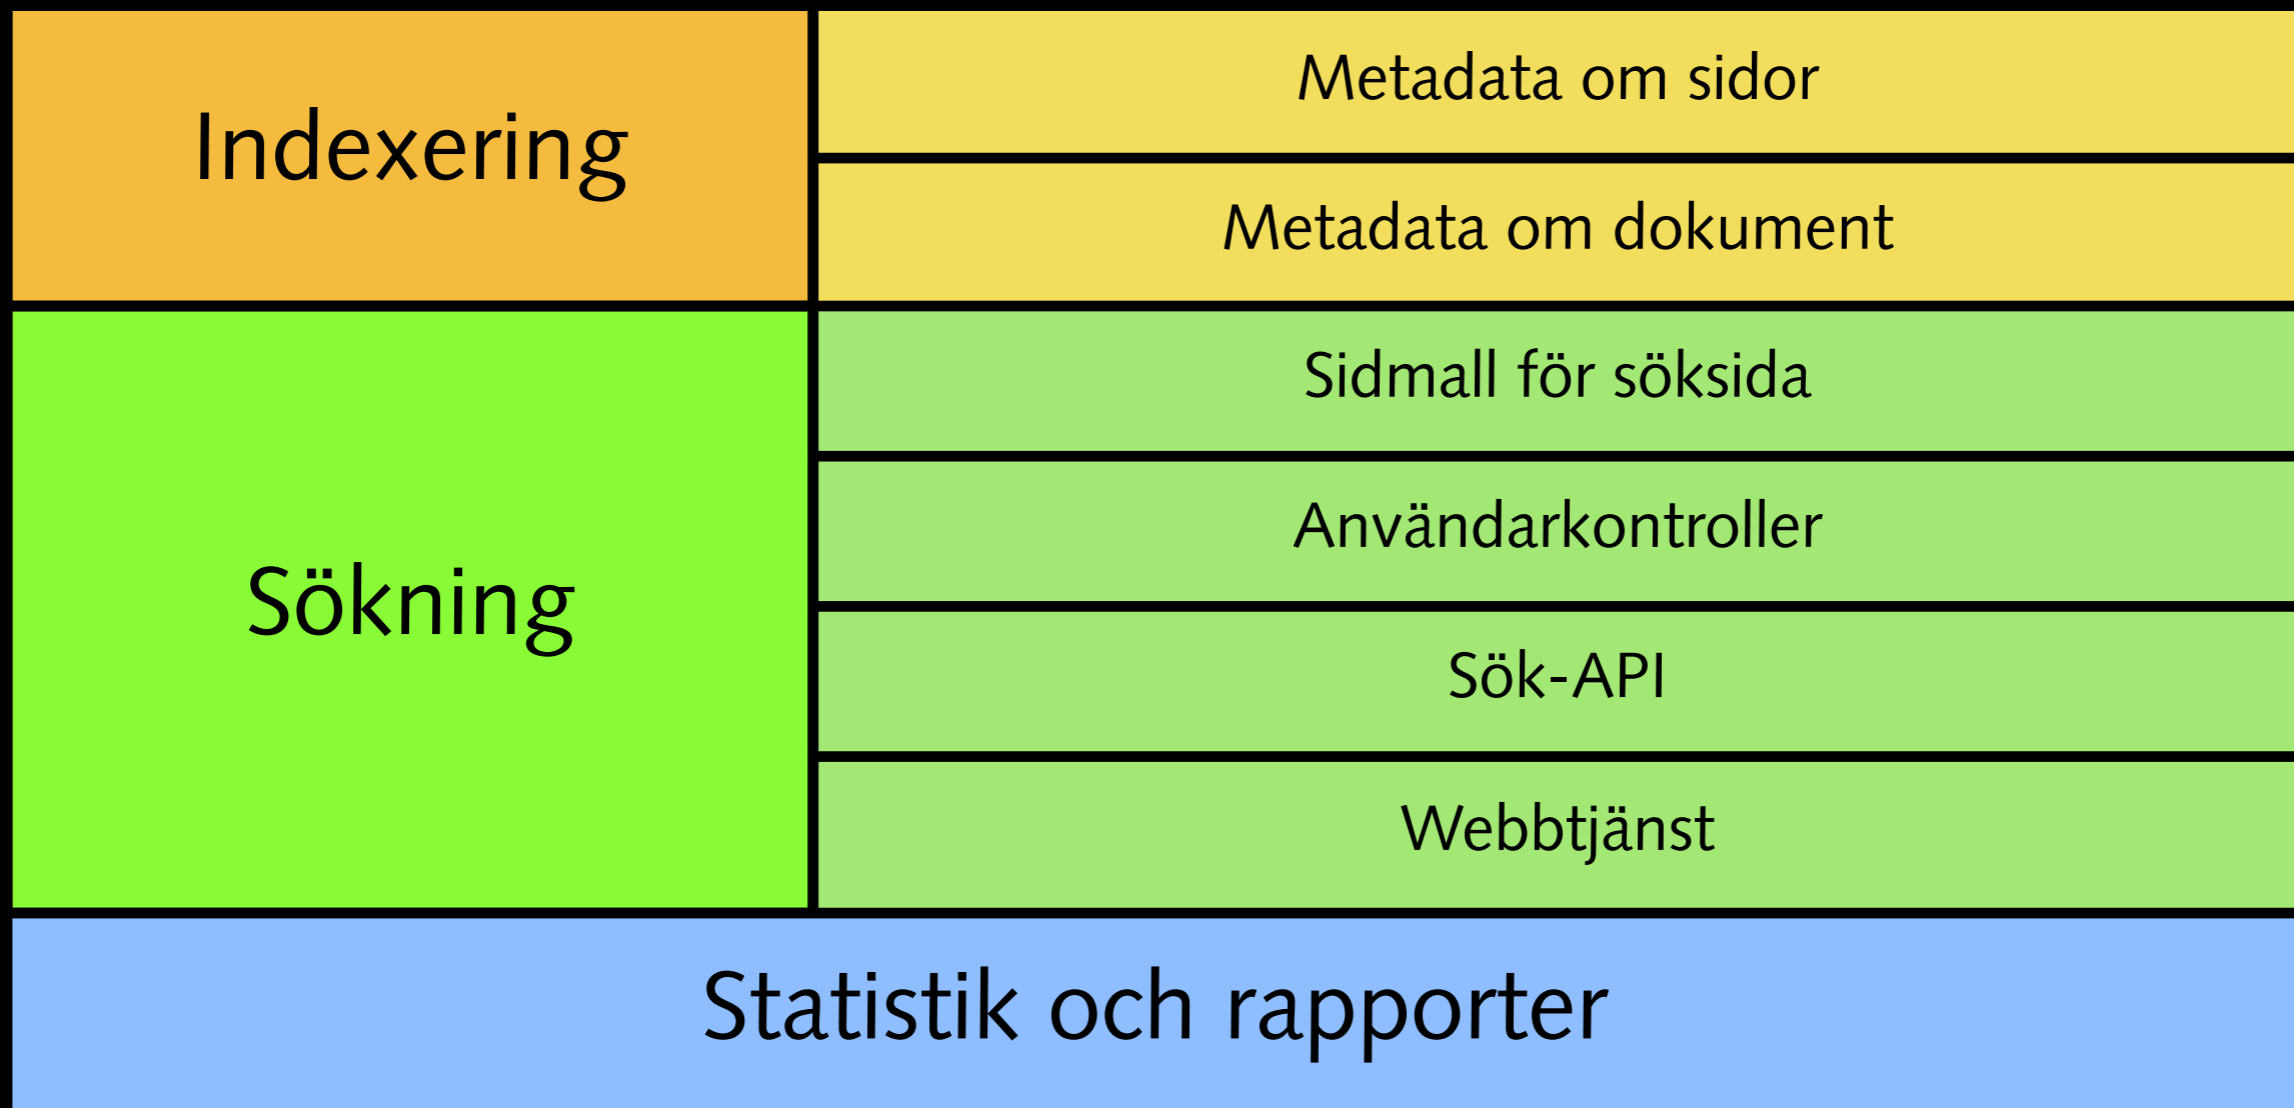 Indexering
Metadata om sidor
Metadata om dokument
Sökning
Sidmall för söksida
Användarkontroller
Sök-API
Webbtjänst
Statistik och rapporter